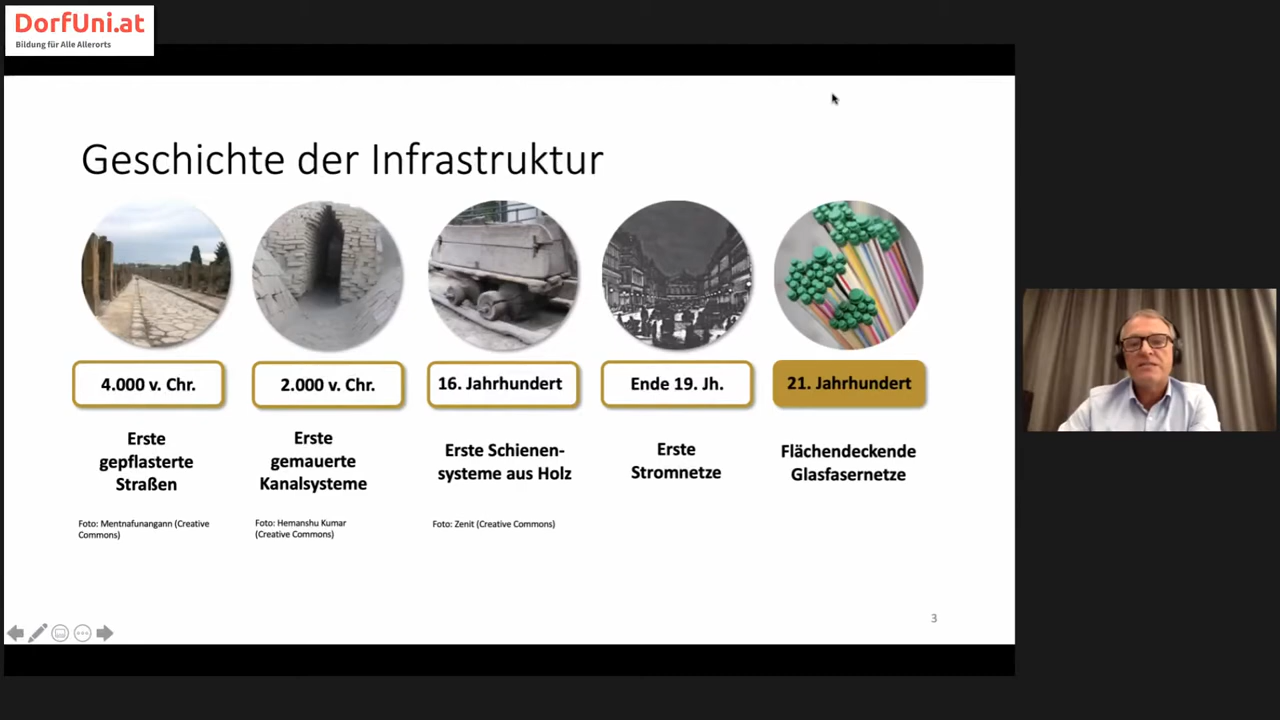 DorfUni.at
Bildung für Alle Allerorts
Geschichte der Infrastruktur
4.000 v. Chr.
2.000 v. Chr.
16. Jahrhundert
Ende 19. Jh.
21. Jahrhundert
Erste
gepflasterte
Straßen
Erste
gemauerte
Kanalsysteme
Erste Schienen-
systeme aus Holz
Erste
Stromnetze
Flächendeckende
Glasfasernetze
Foto: Mentnafunangann (Creative
Commons)
Foto: Hemanshu Kumar
(Creative Commons)
Foto: Zenit (Creative Commons)
3